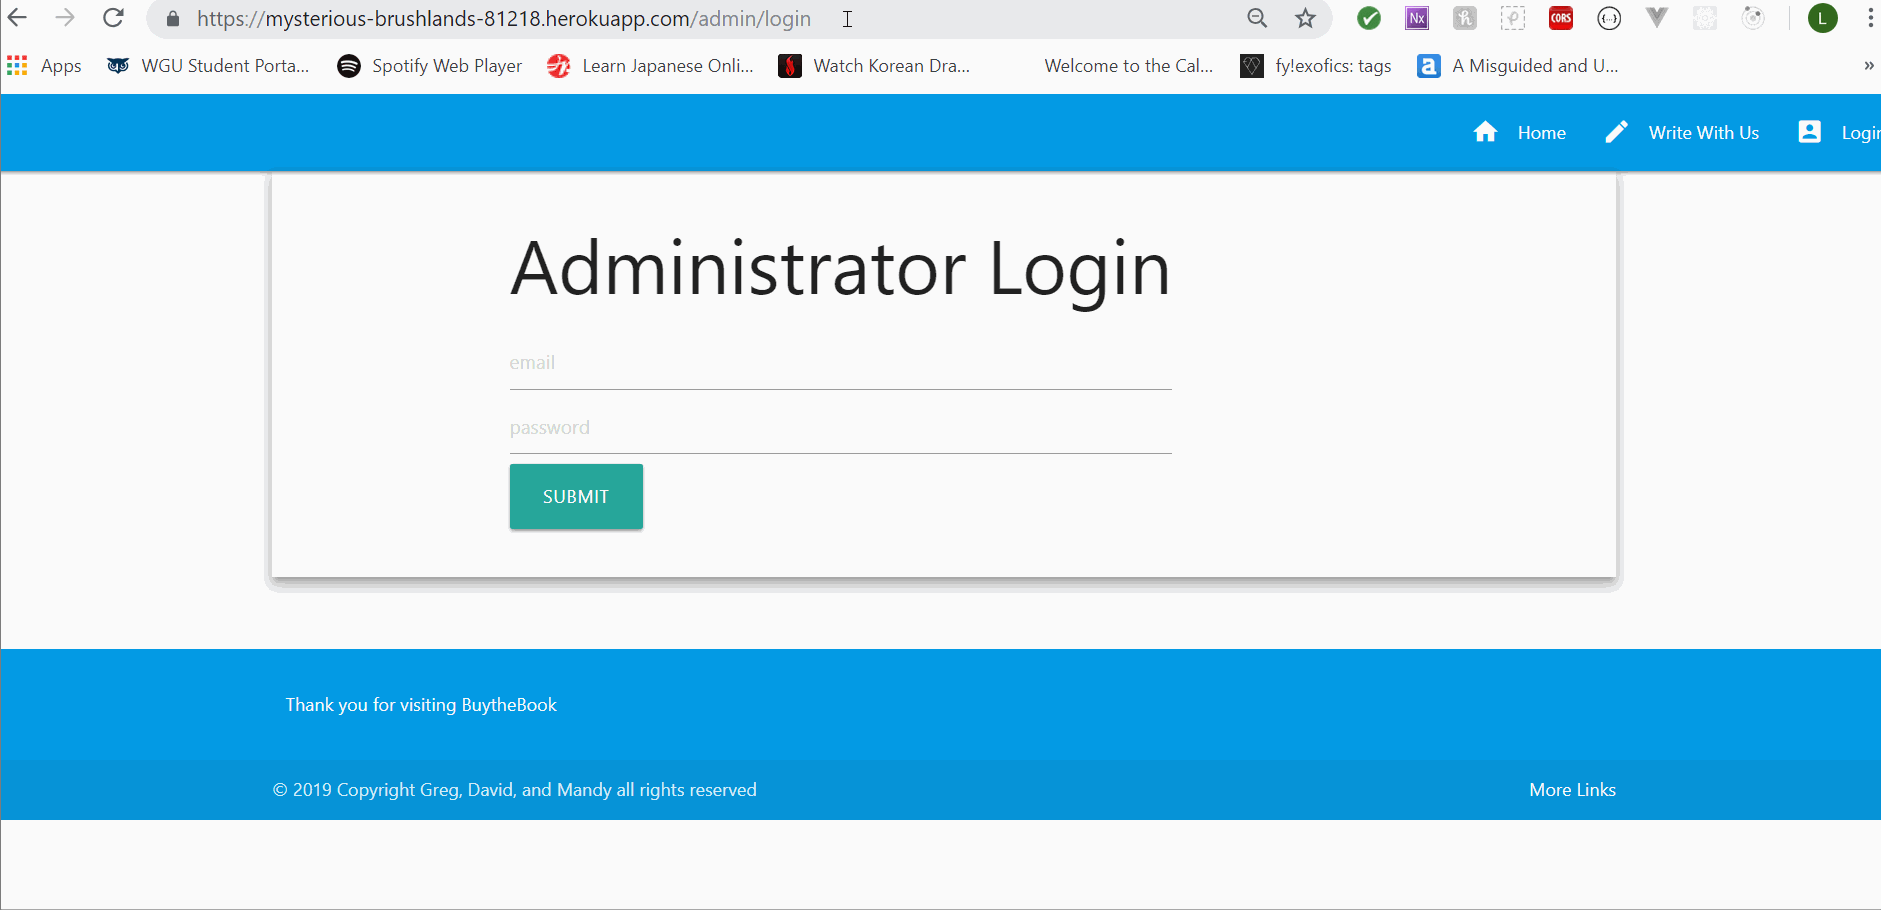 https://mysterious-brushlands-81218.herokuapp.com/admin/login
Nx
CORS
L
Apps WGU Student Porta... Spotify Web Player Learn Japanese Onli... Watch Korean Dra... Welcome to the Cal... fy!exofics: tags a A Misguided and U... »
Home Write With Us Login
Administrator Login
email
password
SUBMIT
Thank you for visiting BuytheBook
© 2019 Copyright Greg, David, and Mandy all rights reserved More Links